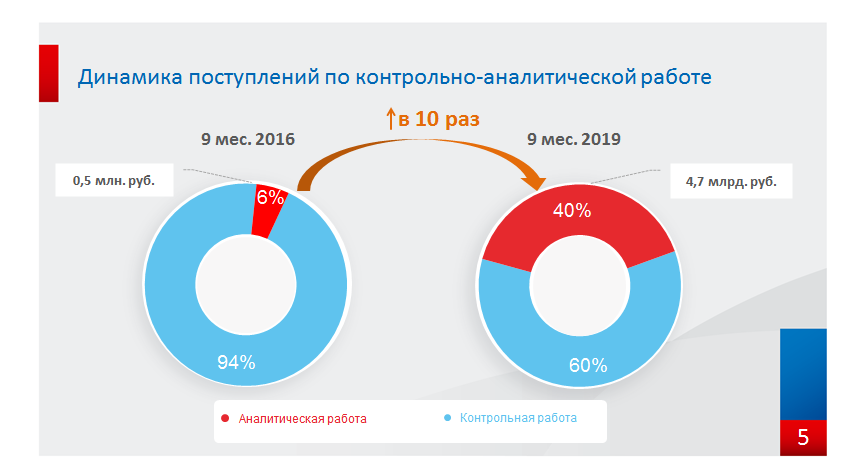 Динамика поступлений по контрольно-аналитической работе
↑в 10 раз
9 мес. 2016
9 мес. 2019
0,5 млн. руб.
4,7 млрд. руб.
6%
40%
94%
60%
Аналитическая работа
Контрольная работа
5